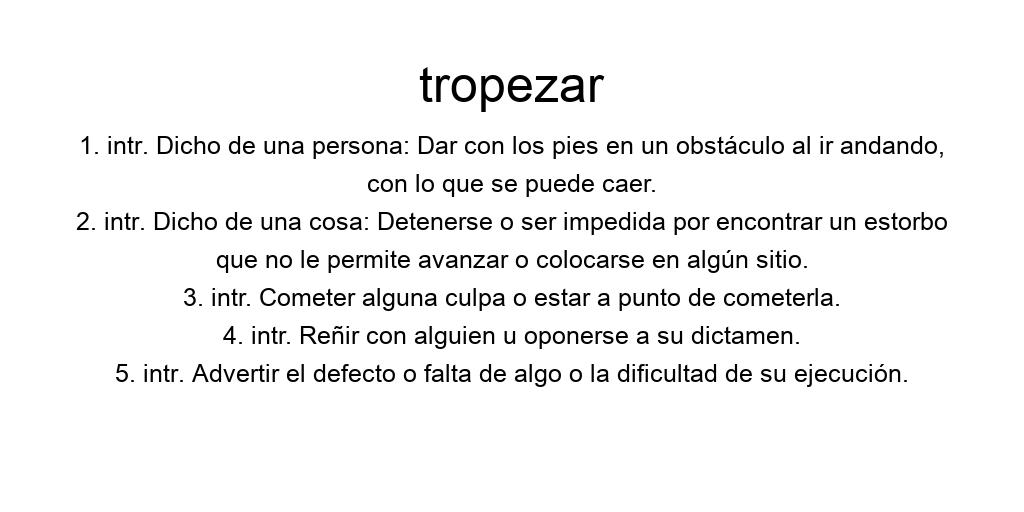 tropezar
1. intr. Dicho de una persona: Dar con los pies en un obstáculo al ir andando,
con lo que se puede caer.
2. intr. Dicho de una cosa: Detenerse o ser impedida por encontrar un estorbo
que no le permite avanzar o colocarse en algún sitio.
3. intr. Cometer alguna culpa o estar a punto de cometerla.
4. intr. Reñir con alguien u oponerse a su dictamen.
5. intr. Advertir el defecto o falta de algo o la dificultad de su ejecución.